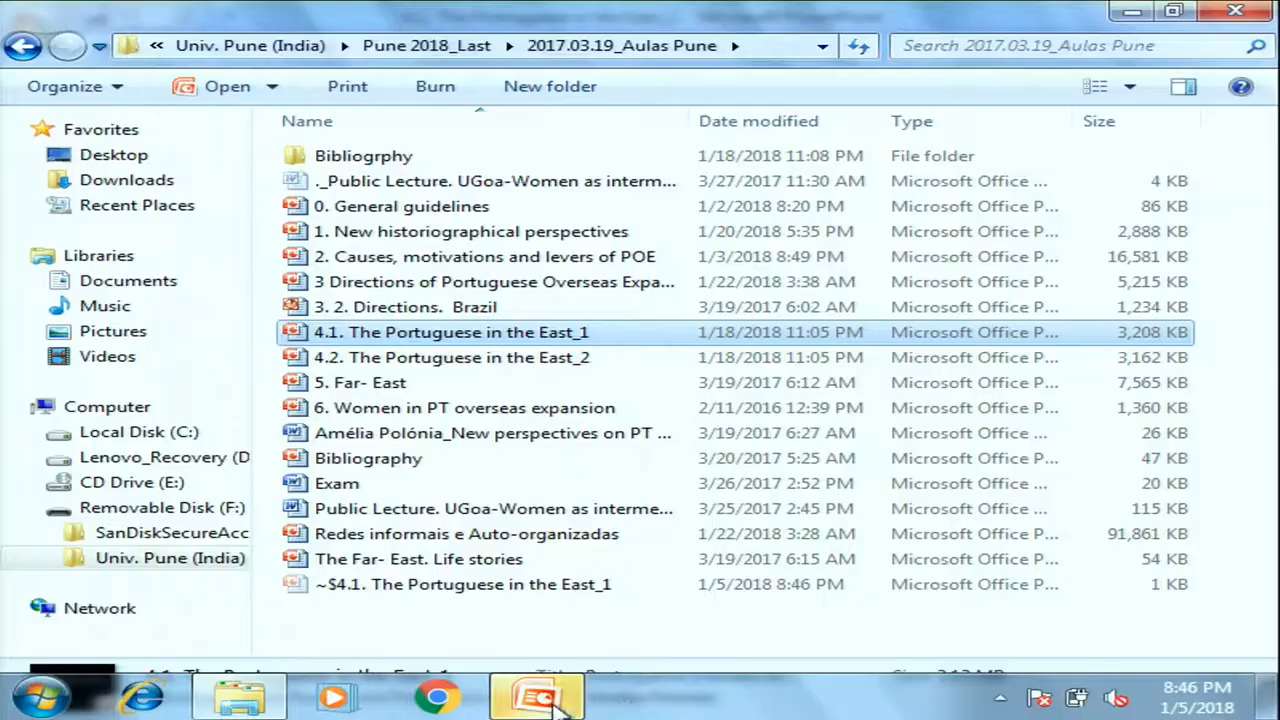 « Univ. Pune (India) Pune 2018_Last 2017.03.19_Aulas Pune Search 2017.03.19_Aulas Pune
Organize Open Print Burn New folder
Name Date modified Type Size
Favorites
Desktop
Downloads
Recent Places
Libraries
Documents
Music
Pictures
Videos
Computer
Local Disk (C:)
Lenovo_Recovery (D
CD Drive (E:)
Removable Disk (F:)
SanDiskSecureAcc
Univ. Pune (India)
Network
Bibliogrphy 1/18/2018 11:08 PM File folder
._Public Lecture. UGoa-Women as interm... 3/27/2017 11:30 AM Microsoft Office ... 4 KB
0. General guidelines 1/2/2018 8:20 PM Microsoft Office P... 86 KB
1. New historiographical perspectives 1/20/2018 5:35 PM Microsoft Office P... 2,888 KB
2. Causes, motivations and levers of POE 1/3/2018 8:49 PM Microsoft Office P... 16,581 KB
3 Directions of Portuguese Overseas Expa... 1/22/2018 3:38 AM Microsoft Office P... 5,215 KB
3. 2. Directions. Brazil 3/19/2017 6:02 AM Microsoft Office P... 1,234 KB
4.1. The Portuguese in the East_1 1/18/2018 11:05 PM Microsoft Office P... 3,208 KB
4.2. The Portuguese in the East_2 1/18/2018 11:05 PM Microsoft Office P... 3,162 KB
5. Far- East 3/19/2017 6:12 AM Microsoft Office P... 7,565 KB
6. Women in PT overseas expansion 2/11/2016 12:39 PM Microsoft Office P... 1,360 KB
Amélia Polónia_New perspectives on PT ... 3/19/2017 6:27 AM Microsoft Office ... 26 KB
Bibliography 3/20/2017 5:25 AM Microsoft Office P... 47 KB
Exam 3/26/2017 2:52 PM Microsoft Office ... 20 KB
Public Lecture. UGoa-Women as interme... 3/25/2017 2:45 PM Microsoft Office ... 115 KB
Redes informais e Auto-organizadas 1/22/2018 3:28 AM Microsoft Office P... 91,861 KB
The Far- East. Life stories 3/19/2017 6:15 AM Microsoft Office P... 54 KB
~$4.1. The Portuguese in the East_1 1/5/2018 8:46 PM Microsoft Office P... 1 KB
8:46 PM
1/5/2018